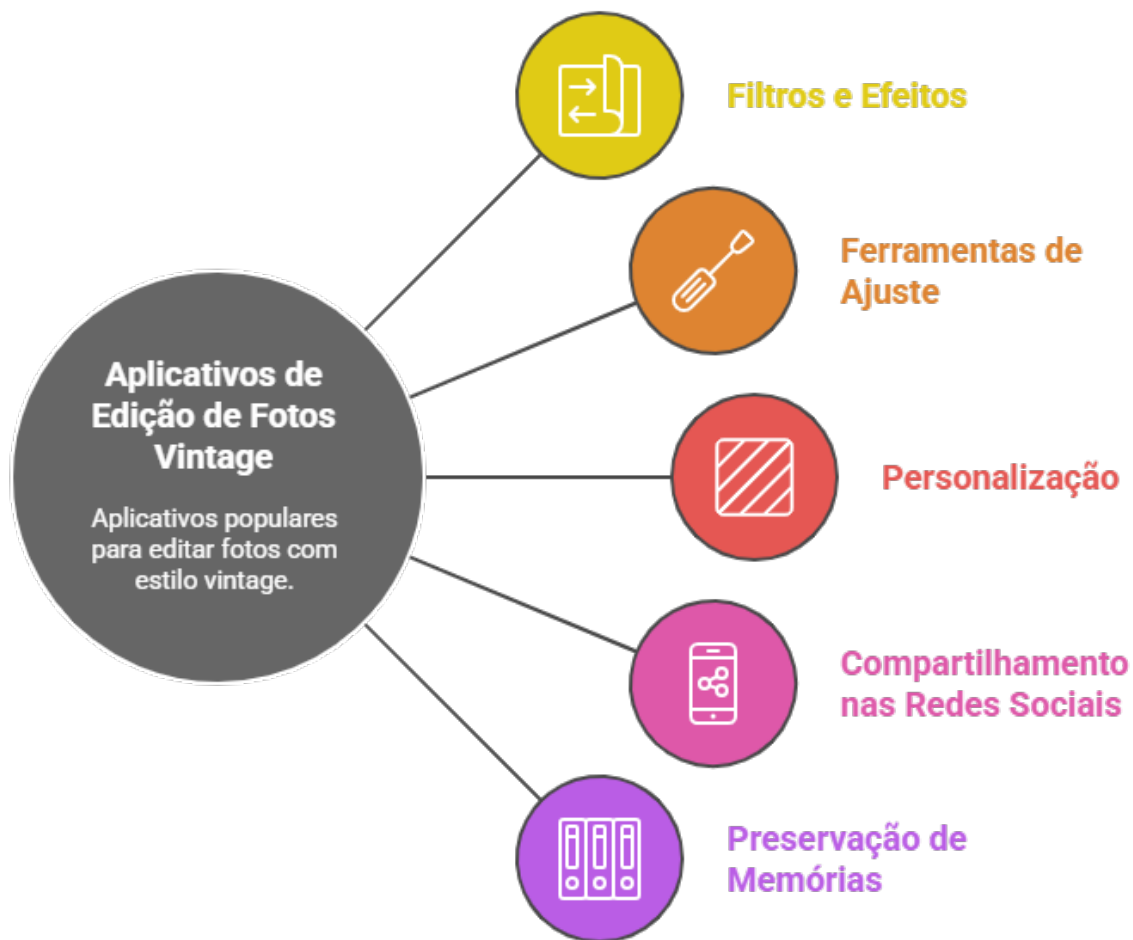 Filtros e Efeitos
Ferramentas de
Ajuste
Aplicativos de
Edição de Fotos
Vintage
Aplicativos populares
para editar fotos com
estilo vintage.
Personalização
Compartilhamento
nas Redes Sociais
Preservação de
Memórias